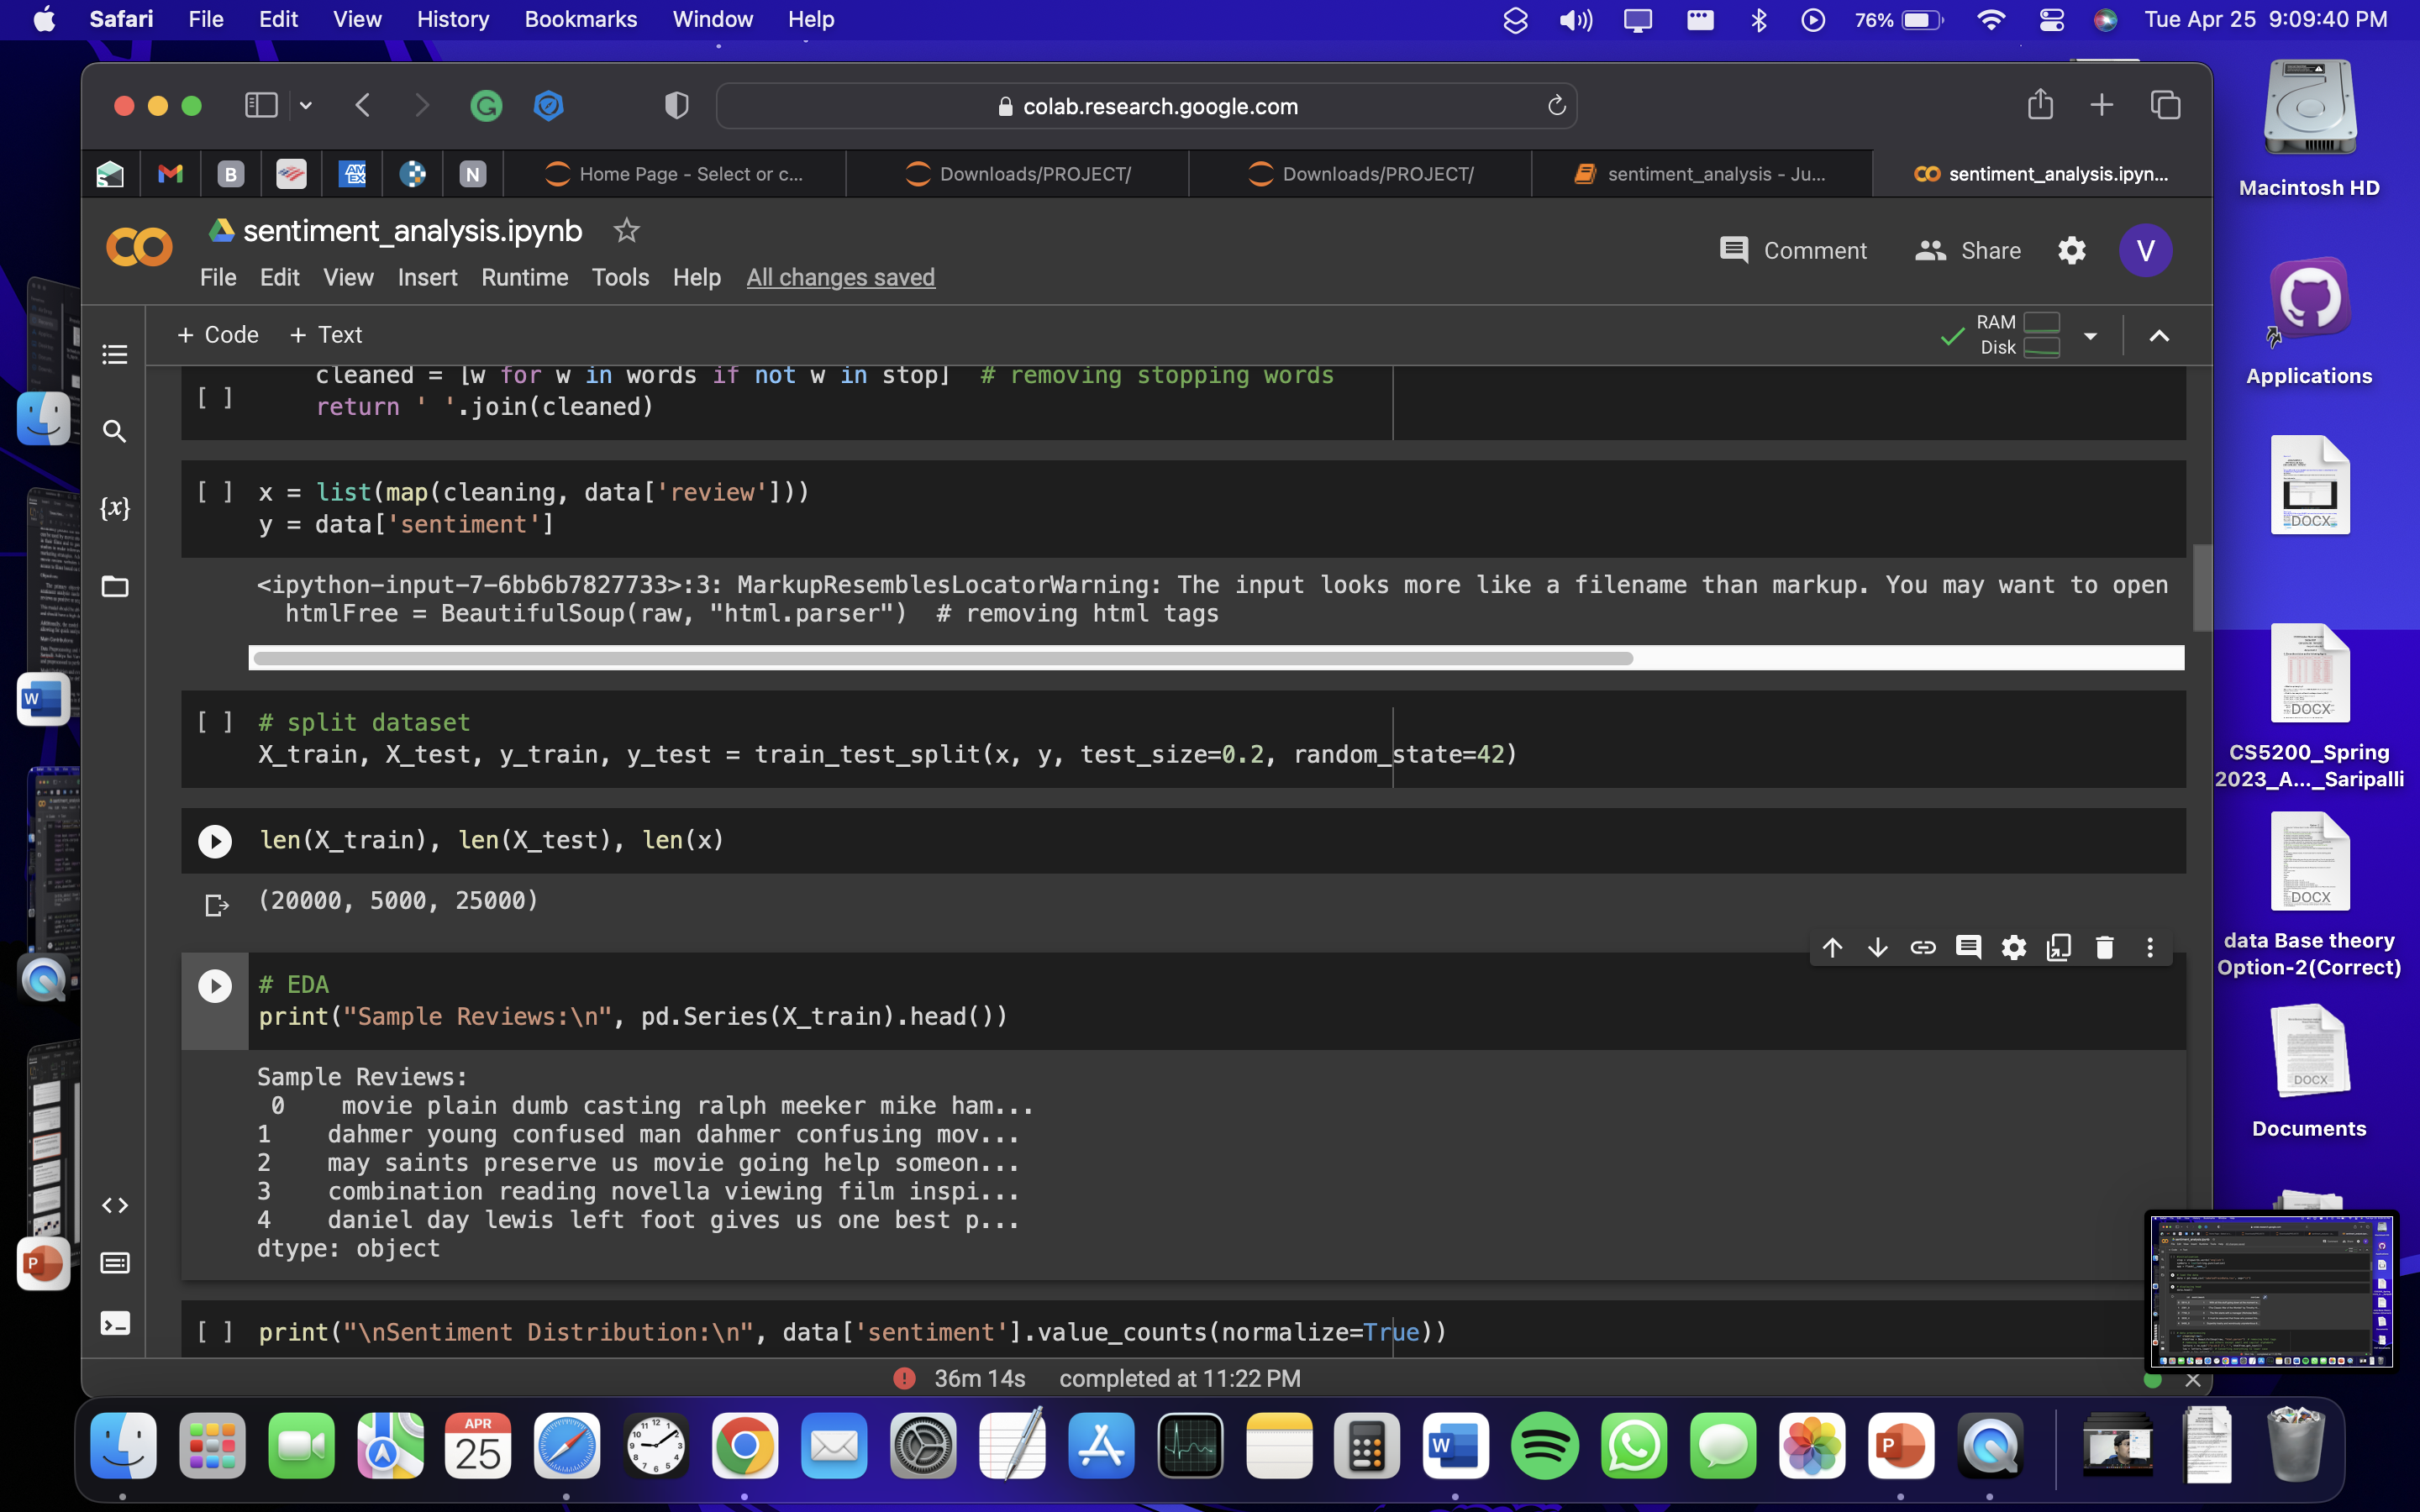 Safari File Edit View History Bookmarks Window Help 76% Tue Apr 25 9:09:40 PM
colab.research.google.com
B AM EX N Home Page - Select or c... Downloads/PROJECT/ Downloads/PROJECT/ sentiment_analysis - Ju... sentiment_analysis.ipyn...
sentiment_analysis.ipynb
Comment Share V
File Edit View Insert Runtime Tools Help All changes saved
+ Code + Text
RAM
Disk
cleaned = [w for w in words if not w in stop] # removing stopping words
[ ]
return ' '.join(cleaned)
[ ] x = list(map(cleaning, data['review']))
y = data['sentiment']
{x}
<ipython-input-7-6bb6b7827733>:3: MarkupResemblesLocatorWarning: The input looks more like a filename than markup. You may want to open
htmlFree = BeautifulSoup(raw, "html.parser") # removing html tags
[ ] # split dataset
X_train, X_test, y_train, y_test = train_test_split(x, y, test_size=0.2, random_state=42)
len(X_train), len(X_test), len(x)
(20000, 5000, 25000)
# EDA
print("Sample Reviews:\n", pd.Series(X_train).head())
Sample Reviews:
0 movie plain dumb casting ralph meeker mike ham...
1 dahmer young confused man dahmer confusing mov...
2 may saints preserve us movie going help someon...
3 combination reading novella viewing film inspi...
4 daniel day lewis left foot gives us one best p...
dtype: object
[ ] print("\nSentiment Distribution:\n", data['sentiment'].value_counts(normalize=True))
36m 14s completed at 11:22 PM
Macintosh HD
Applications
DOCX
DOCX
CS5200_Spring
2023_A..._Saripalli
DOCX
data Base theory
Option-2(Correct)
DOCX
Documents
W
P
APR
25
W
P